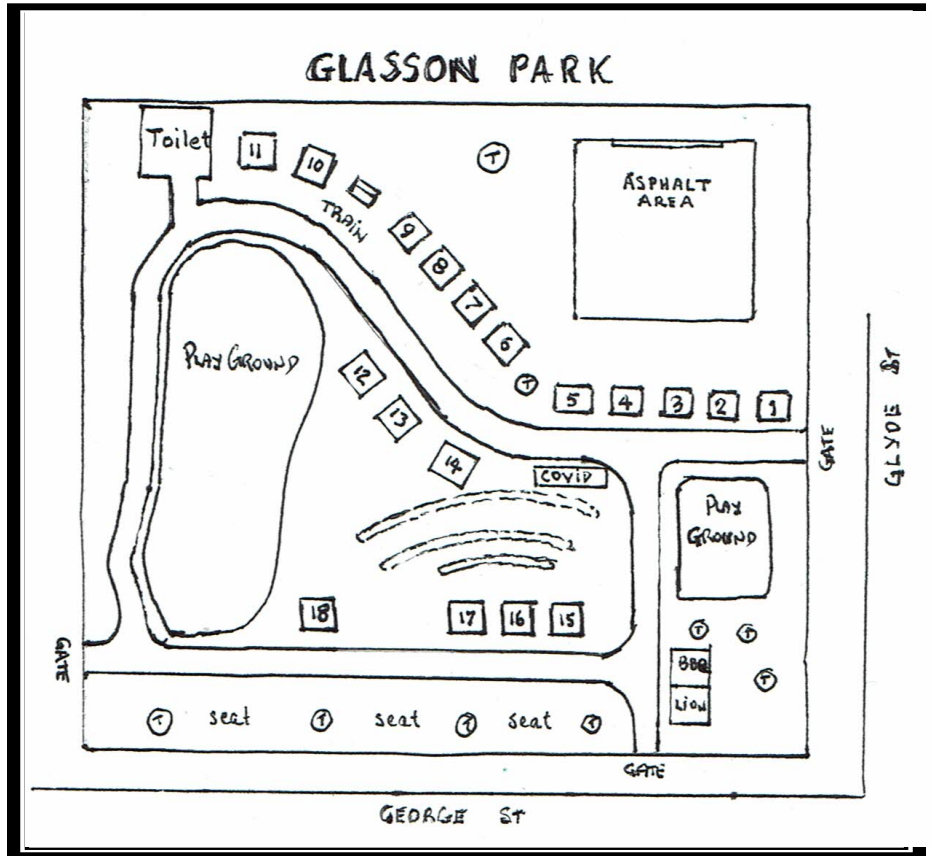 GLASSON PARK
Toilet
11
10
TRAIN
9
8
7
6
T
T
ASPHALT
AREA
5
4
3
2
1
GATE
GLYDE ST
PLAY GROUND
12
13
14
COVID
PLAY
GROUND
18
17
16
15
T
T
T
BBQ
LION
GATE
T
seat
T
seat
T
seat
T
GATE
GEORGE ST